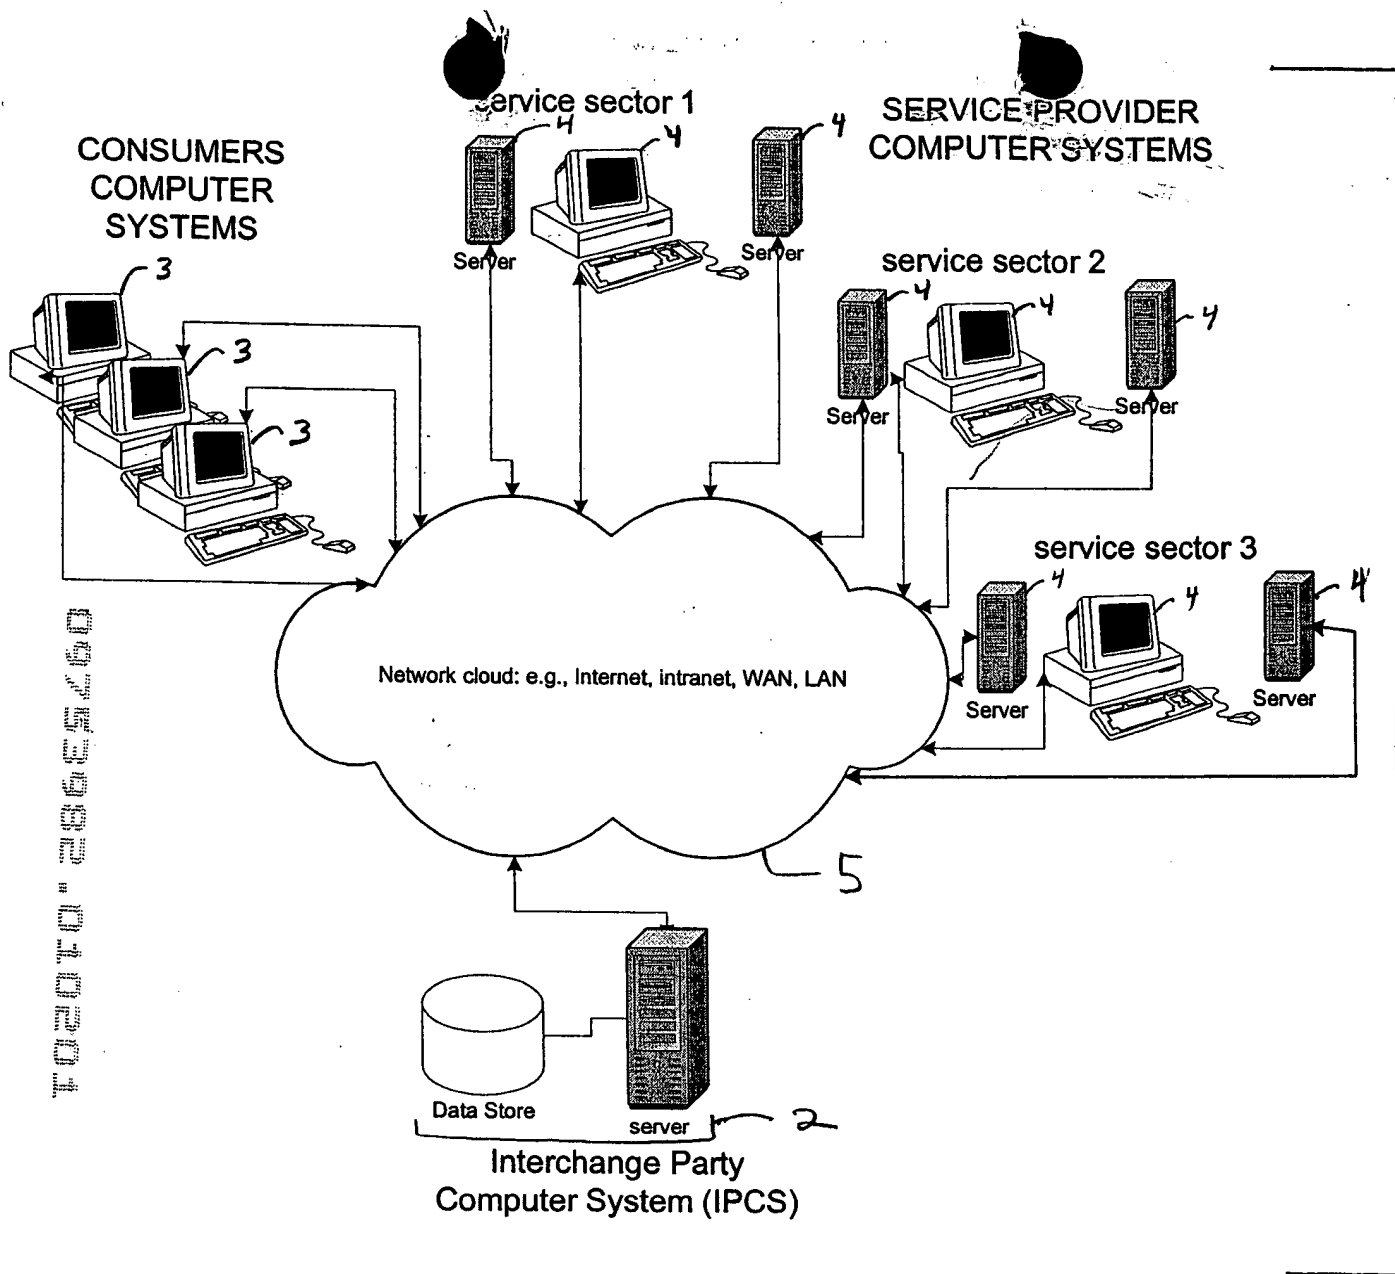 service sector 1
SERVICE PROVIDER
COMPUTER SYSTEMS
CONSUMERS
COMPUTER
SYSTEMS
4
4
4
Server
Server
3
3
3
service sector 2
4
4
4
Server
Server
service sector 3
4
4
4
Server
Server
Network cloud: e.g., Internet, intranet, WAN, LAN
5
09753982.010201
Data Store
server
2
Interchange Party
Computer System (IPCS)